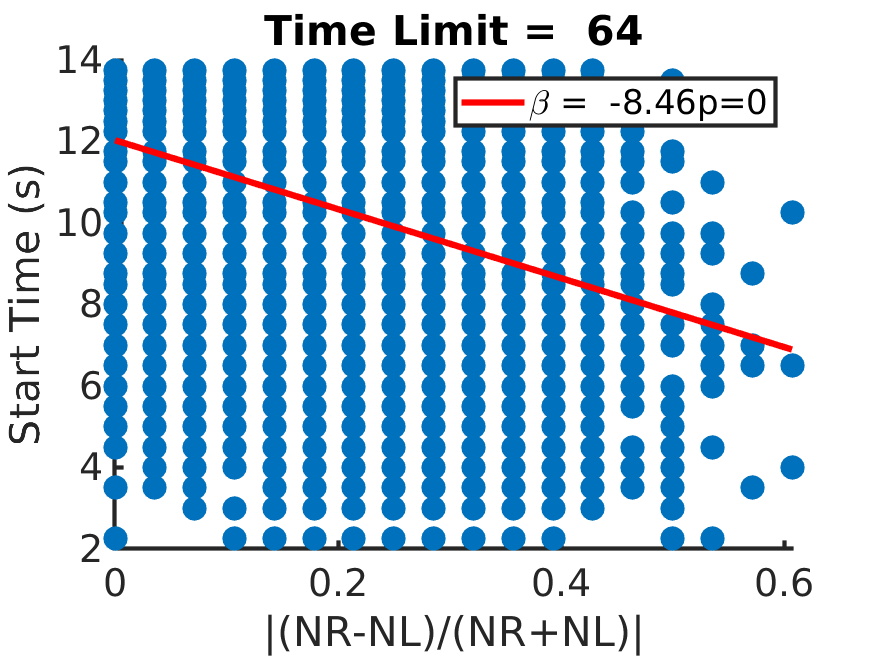 Time Limit =  64
β =  -8.46p=0
Start Time (s)
14
12
10
8
6
4
2
0
0.2
0.4
0.6
|(NR-NL)/(NR+NL)|